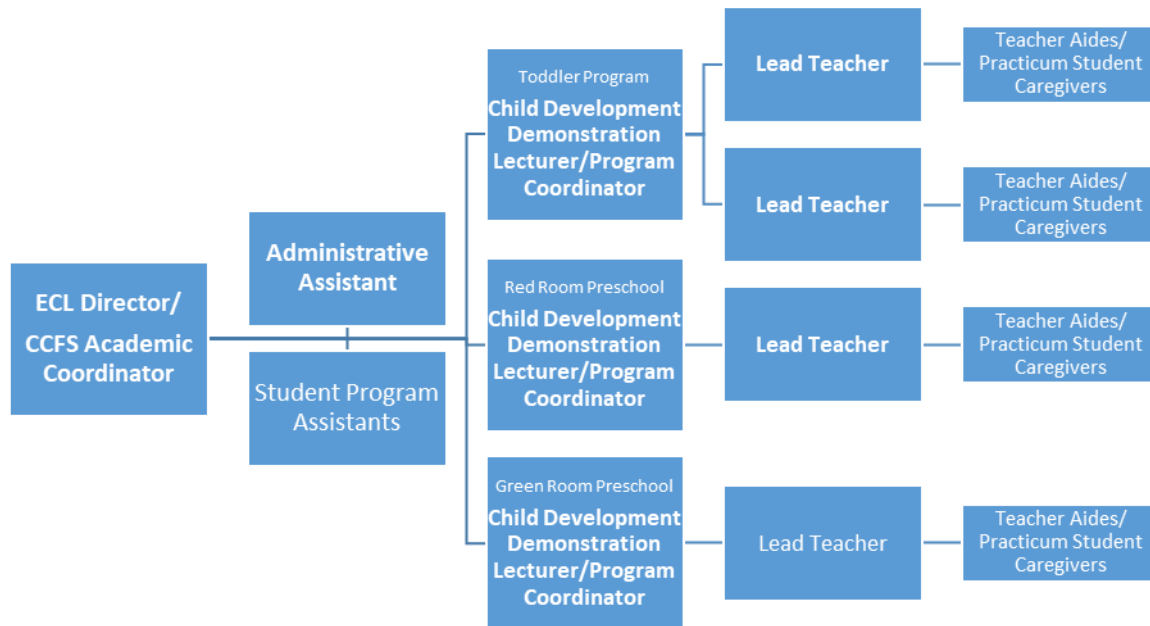 ECL Director/
CCFS Academic
Coordinator
Administrative
Assistant
Student Program
Assistants
Toddler Program
Child Development
Demonstration
Lecturer/Program
Coordinator
Lead Teacher
Teacher Aides/
Practicum Student
Caregivers
Lead Teacher
Teacher Aides/
Practicum Student
Caregivers
Red Room Preschool
Child Development
Demonstration
Lecturer/Program
Coordinator
Lead Teacher
Teacher Aides/
Practicum Student
Caregivers
Green Room Preschool
Child Development
Demonstration
Lecturer/Program
Coordinator
Lead Teacher
Teacher Aides/
Practicum Student
Caregivers